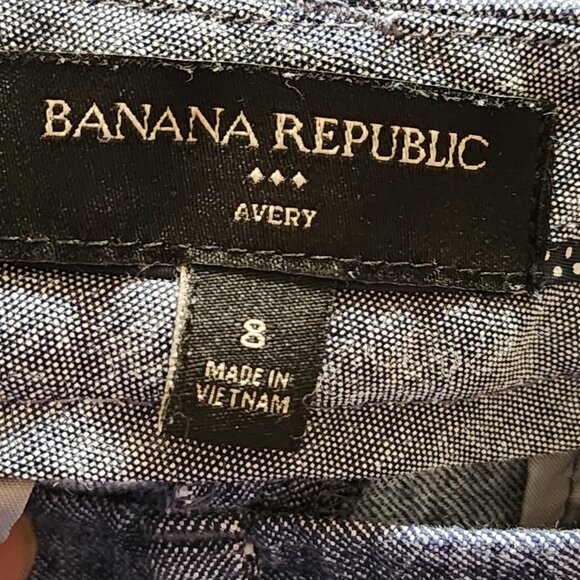 BANANA REPUBLIC
AVERY
8
MADE IN
VIETNAM